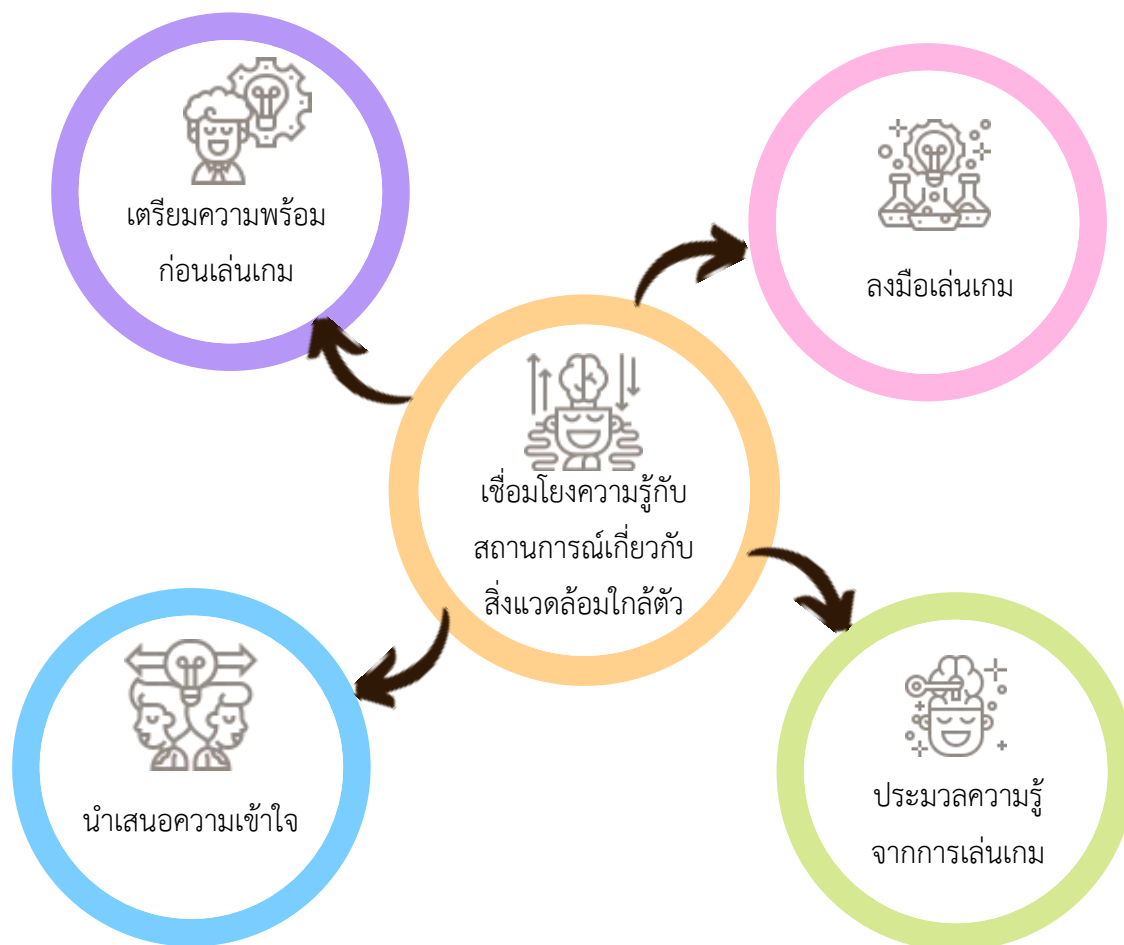 เตรียมความพร้อม
ก่อนเล่นเกม
ลงมือเล่นเกม
เชื่อมโยงความรู้กับ
สถานการณ์เกี่ยวกับ
สิ่งแวดล้อมใกล้ตัว
นำเสนอความเข้าใจ
ประมวลความรู้
จากการเล่นเกม